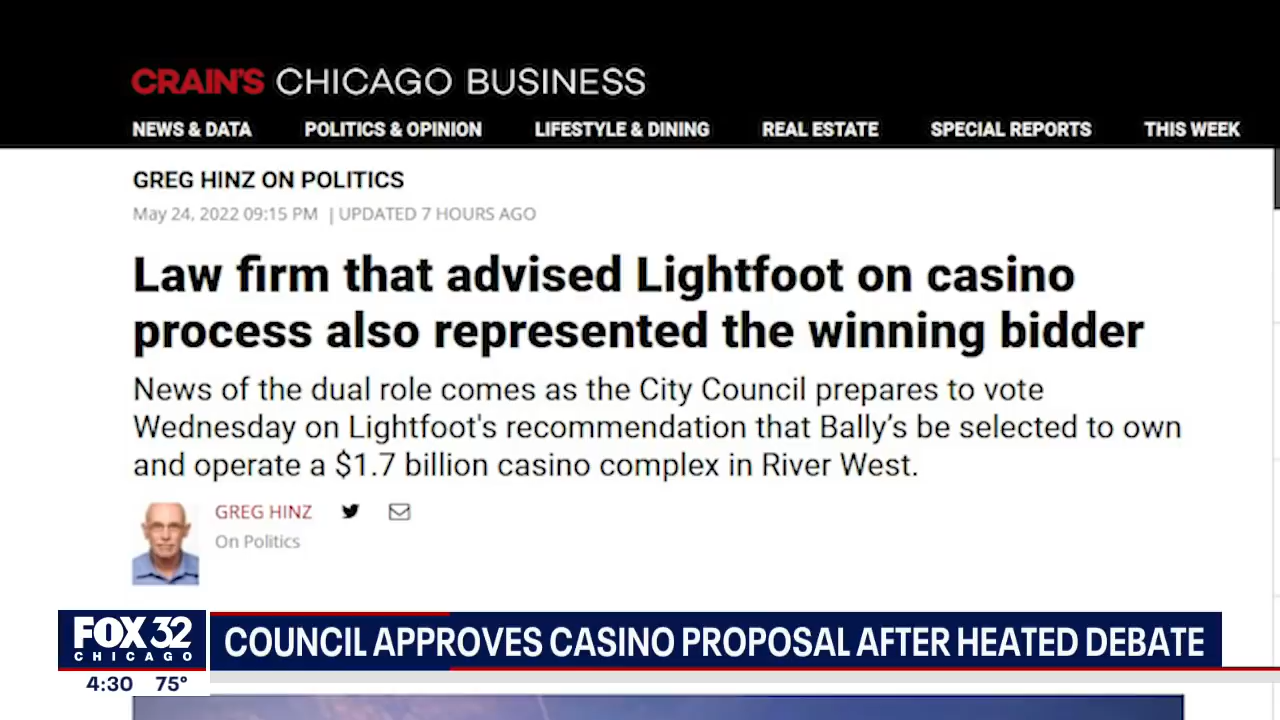 CRAIN'S CHICAGO BUSINESS
NEWS & DATA POLITICS & OPINION LIFESTYLE & DINING REAL ESTATE SPECIAL REPORTS THIS WEEK
GREG HINZ ON POLITICS
May 24, 2022 09:15 PM | UPDATED 7 HOURS AGO
Law firm that advised Lightfoot on casino
process also represented the winning bidder
News of the dual role comes as the City Council prepares to vote
Wednesday on Lightfoot's recommendation that Bally’s be selected to own
and operate a $1.7 billion casino complex in River West.
GREG HINZ
On Politics
FOX 32
CHICAGO
COUNCIL APPROVES CASINO PROPOSAL AFTER HEATED DEBATE
4:30 75°